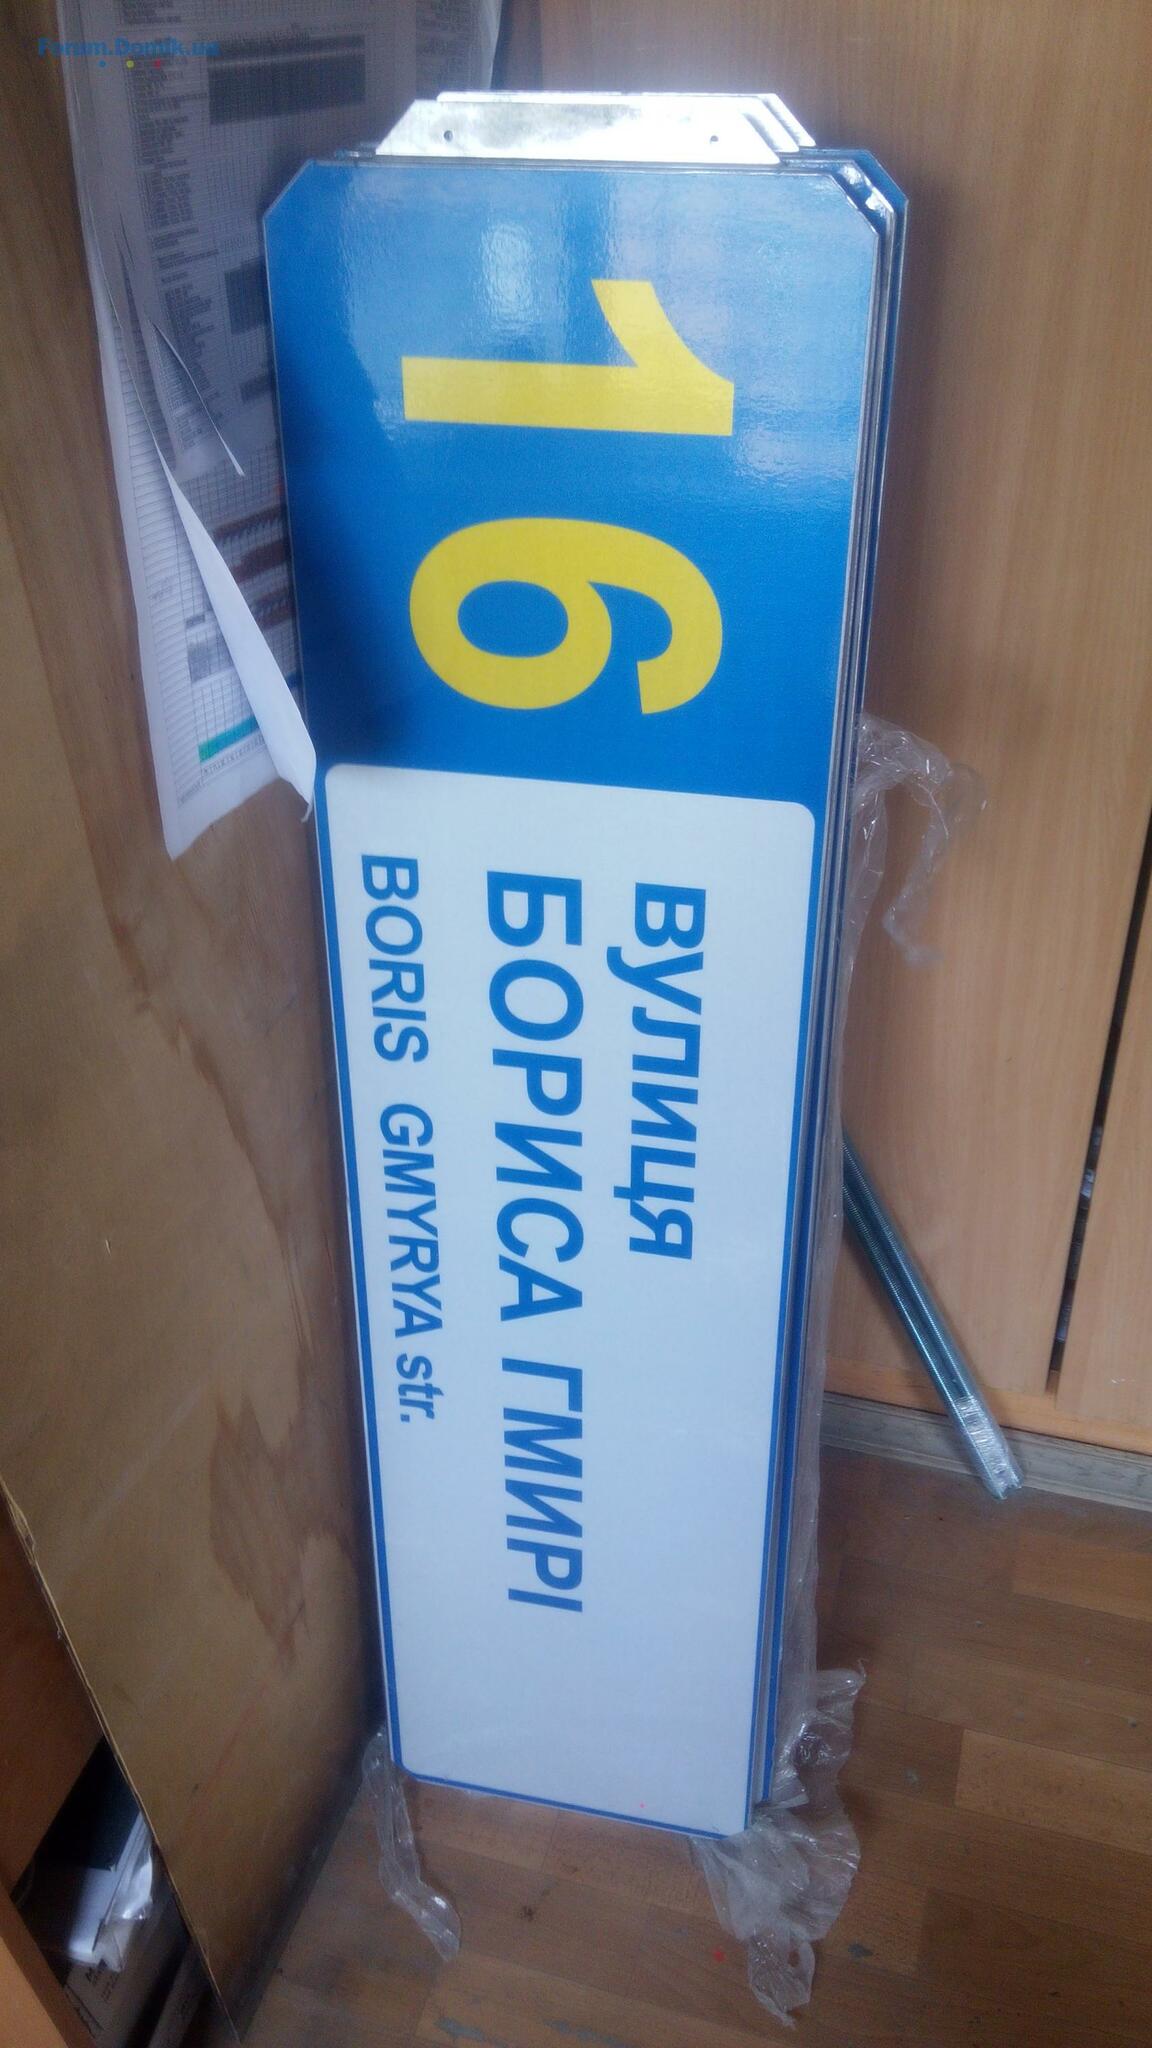 Forum.Domik.ua
16
ВУЛИЦЯ
БОРИСА ГМИРІ
BORIS GMYRYA str.